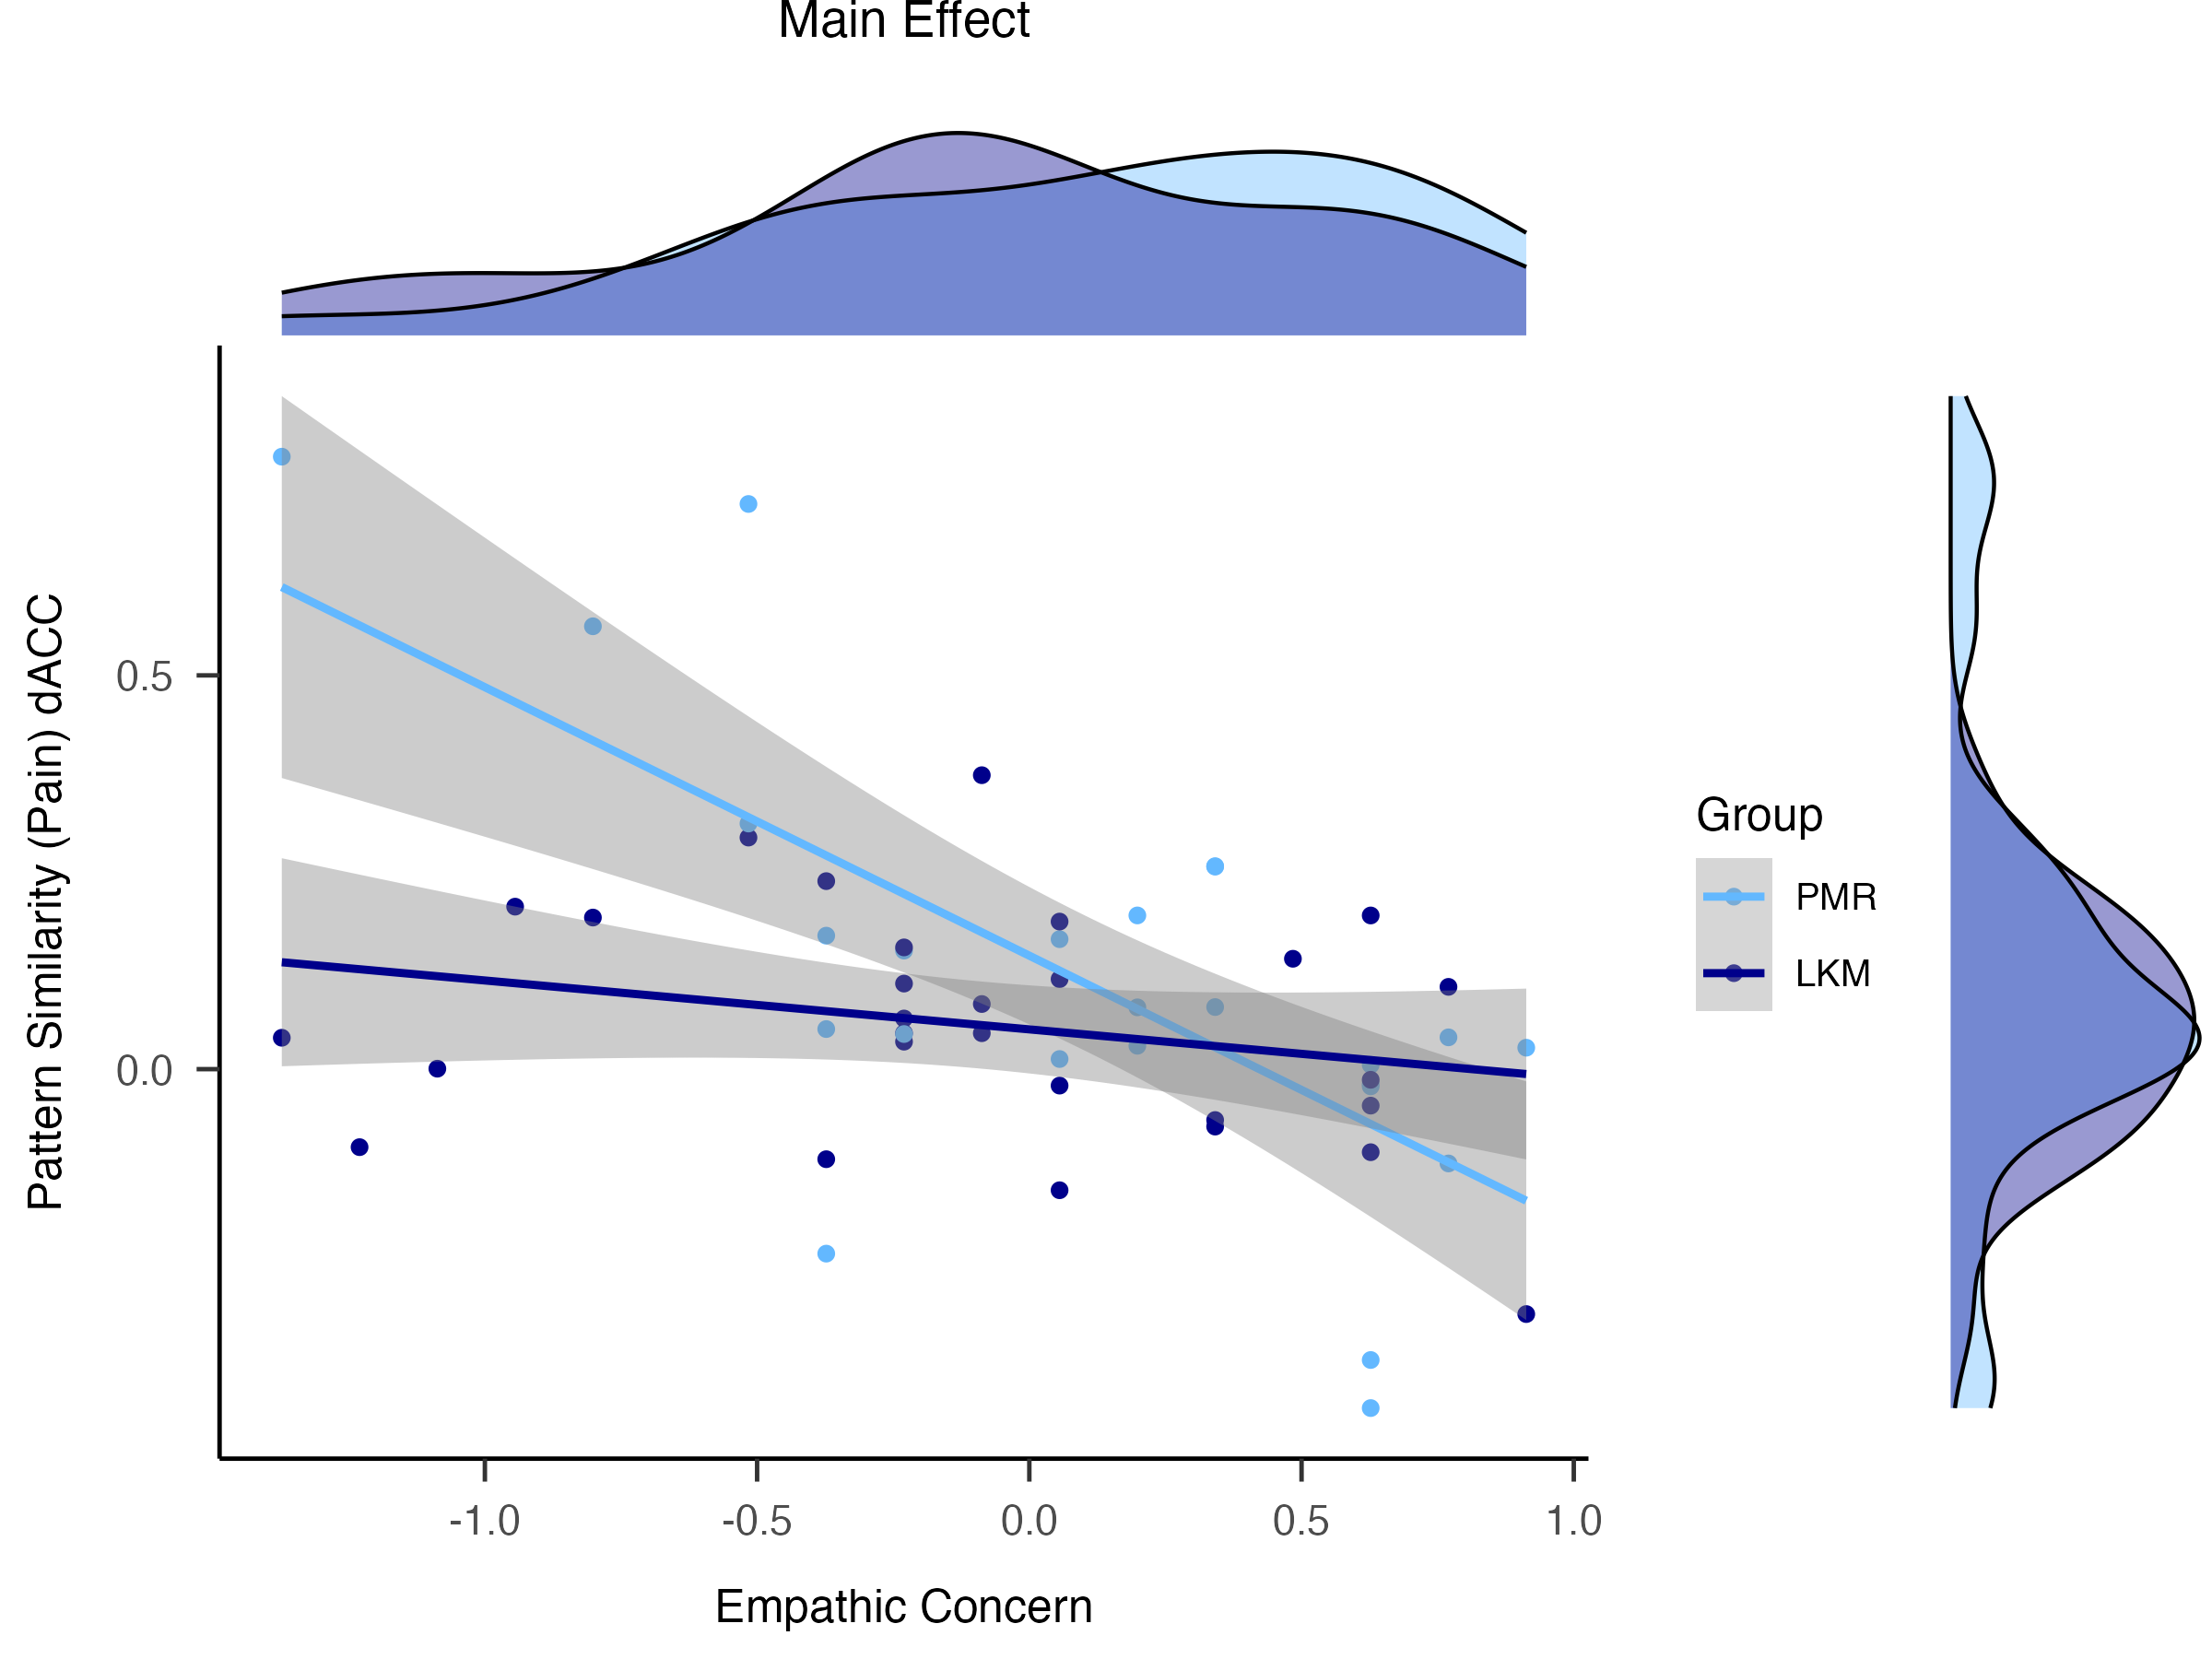 Main Effect
Pattern Similarity (Pain) dACC
0.5
0.0
-1.0
-0.5
0.0
0.5
1.0
Empathic Concern
Group
PMR
LKM